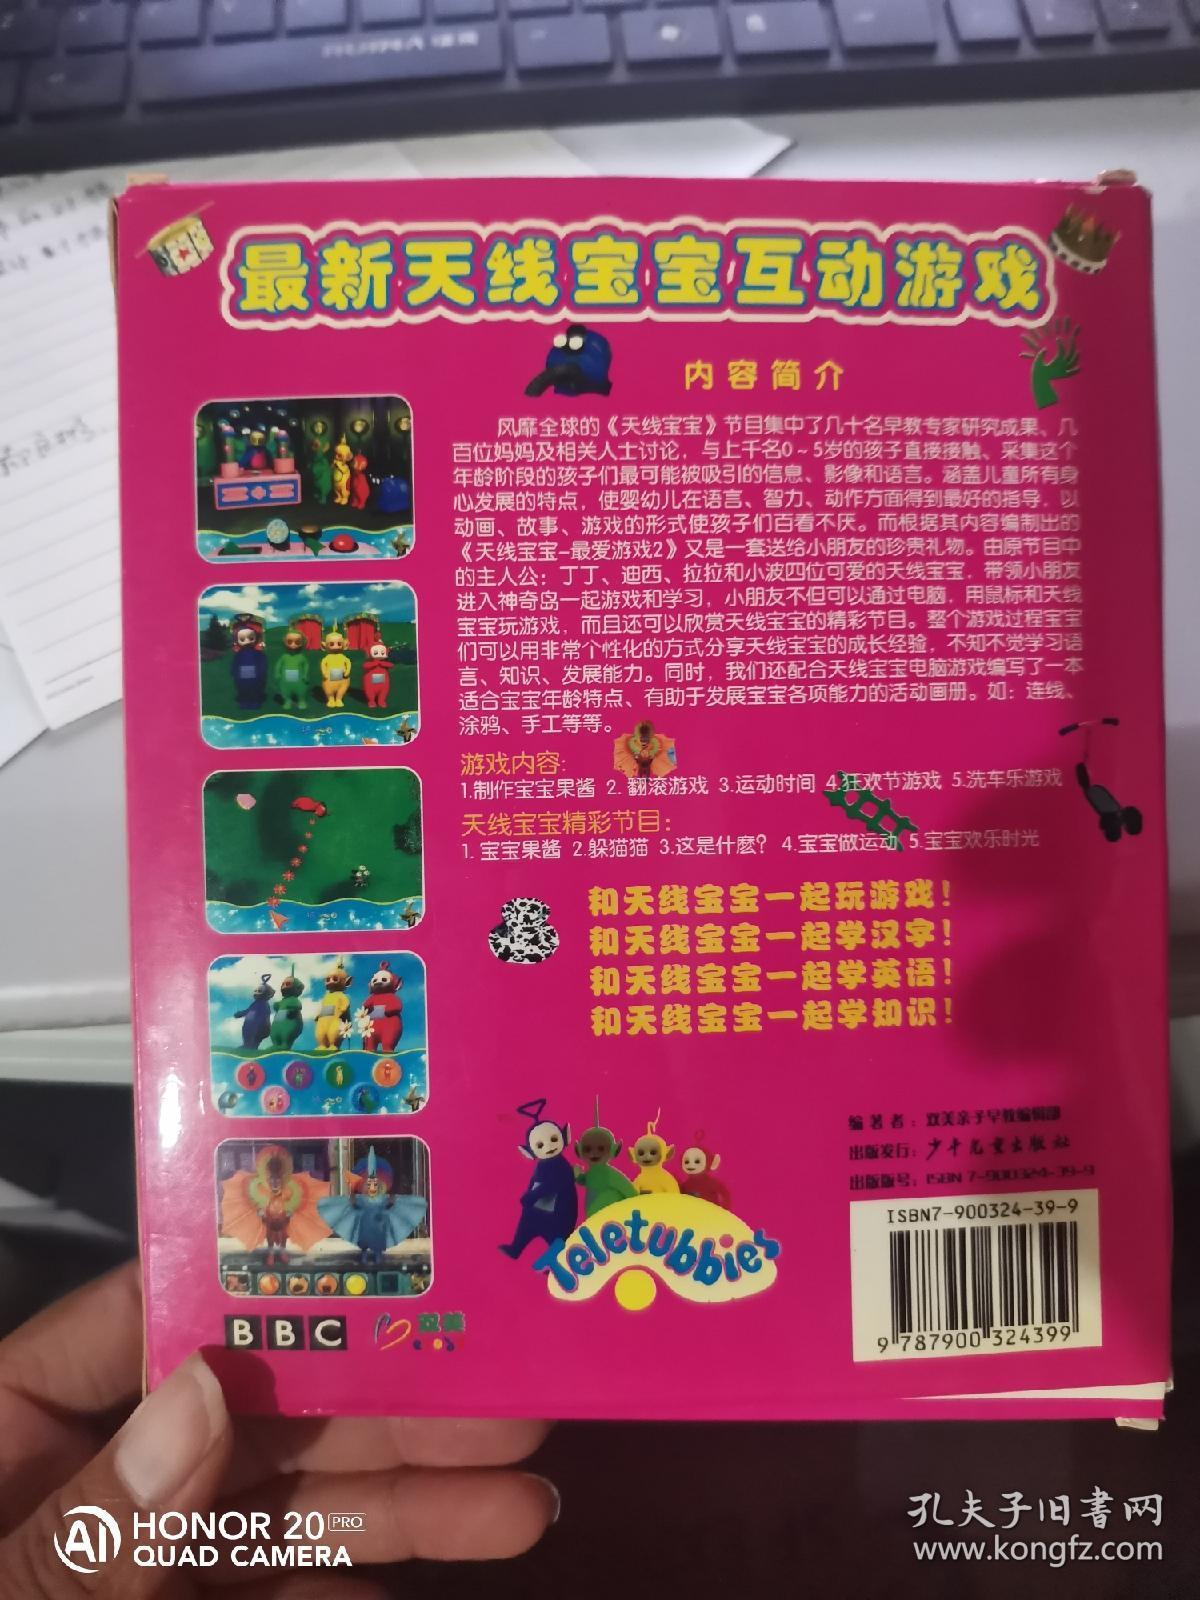 最新天线宝宝互动游戏
内容简介
风靡全球的《天线宝宝》节目集中了几十名早教专家研究成果、几
百位妈妈及相关人士讨论，与上千名0～5岁的孩子直接接触、采集这个
年龄阶段的孩子们最可能被吸引的信息、影像和语言。涵盖儿童所有身
心发展的特点，使婴幼儿在语言、智力、动作方面得到最好的指导，以
动画、故事、游戏的形式使孩子们百看不厌。而根据其内容编制出的
《天线宝宝-最爱游戏2》又是一套送给小朋友的珍贵礼物。由原节目中
的主人公：丁丁、迪西、拉拉和小波四位可爱的天线宝宝，带领小朋友
进入神奇岛一起游戏和学习，小朋友不但可以通过电脑，用鼠标和天线
宝宝玩游戏，而且还可以欣赏天线宝宝的精彩节目。整个游戏过程宝宝
们可以用非常个性化的方式分享天线宝宝的成长经验，不知不觉学习语
言、知识、发展能力。同时，我们还配合天线宝宝电脑游戏编写了一本
适合宝宝年龄特点、有助于发展宝宝各项能力的活动画册。如：连线、
涂鸦、手工等等。
游戏内容：
1.制作宝宝果酱 2.翻滚游戏 3.运动时间 4.狂欢节游戏 5.洗车乐游戏
天线宝宝精彩节目：
1.宝宝果酱 2.躲猫猫 3.这是什麽？ 4.宝宝做运动 5.宝宝欢乐时光
和天线宝宝一起玩游戏！
和天线宝宝一起学汉字！
和天线宝宝一起学英语！
和天线宝宝一起学知识！
Teletubbies
编著者：双美亲子早教编辑部
出版发行：少年儿童出版社
出版版号：ISBN 7-900324-39-9
ISBN7-900324-39-9
9 787900 324399
BBC
双美
HONOR 20 PRO
QUAD CAMERA
AI
孔夫子旧書网
www.kongfz.com